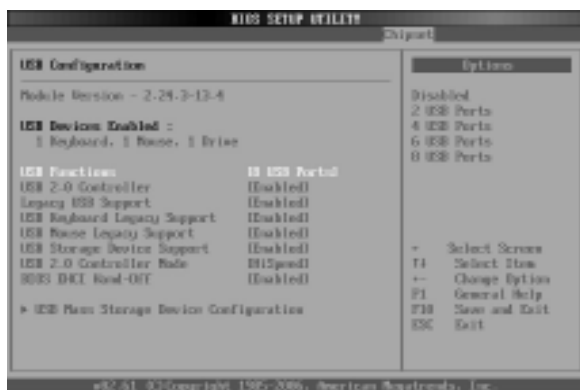 BIOS SETUP UTILITY
Chipset
USB Configuration
Options
Module Version - 2.24.3-13.4
USB Devices Enabled :
1 Keyboard, 1 Mouse, 1 Drive
Disabled
2 USB Ports
4 USB Ports
6 USB Ports
8 USB Ports
USB Functions [8 USB Ports]
USB 2.0 Controller [Enabled]
Legacy USB Support [Enabled]
USB Keyboard Legacy Support [Enabled]
USB Mouse Legacy Support [Enabled]
USB Storage Device Support [Enabled]
USB 2.0 Controller Mode [HiSpeed]
BIOS EHCI Hand-Off [Enabled]
▶ USB Mass Storage Device Configuration
Select Screen
↑↓ Select Item
+- Change Option
F1 General Help
F10 Save and Exit
ESC Exit
v02.61 (C)Copyright 1985-2006, American Megatrends, Inc.